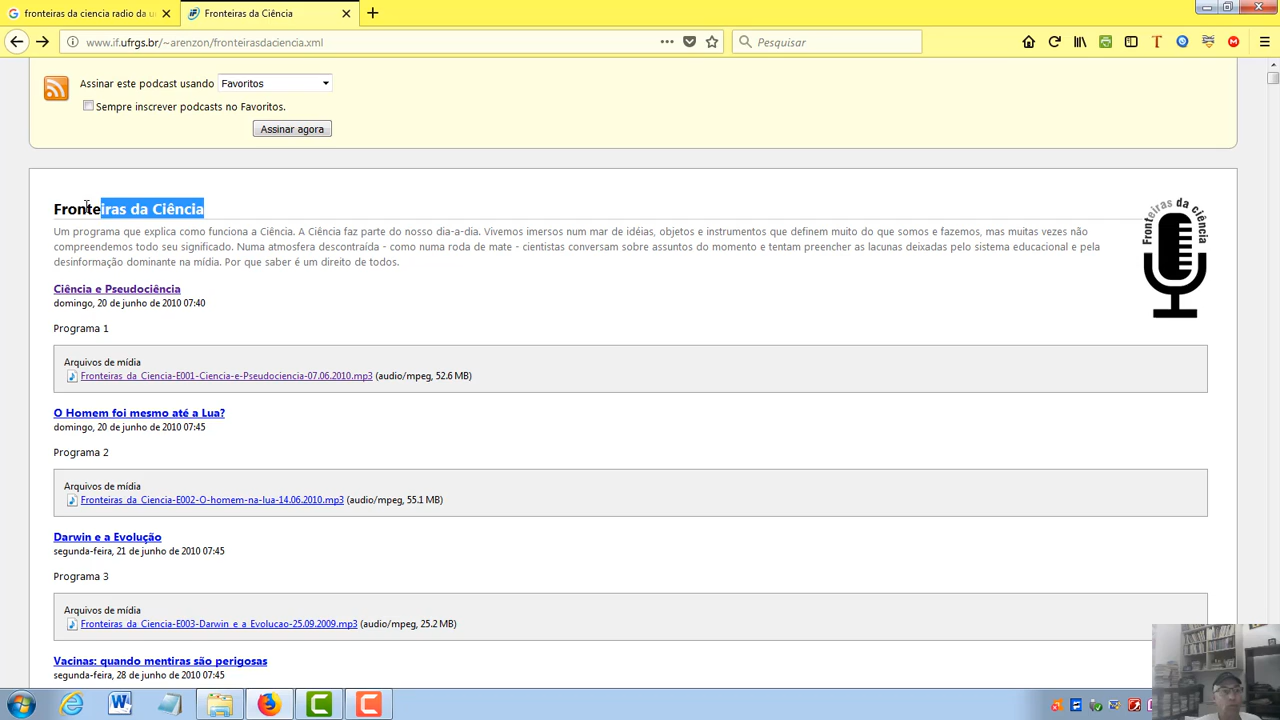 fronteiras da ciencia radio da u
Fronteiras da Ciência
www.if.ufrgs.br/~arenzon/fronteirasdaciencia.xml
Pesquisar
Assinar este podcast usando Favoritos
Sempre inscrever podcasts no Favoritos.
Assinar agora
Fronteiras da Ciência
Um programa que explica como funciona a Ciência. A Ciência faz parte do nosso dia-a-dia. Vivemos imersos num mar de idéias, objetos e instrumentos que definem muito do que somos e fazemos, mas muitas vezes não
compreendemos todo seu significado. Numa atmosfera descontraída - como numa roda de mate - cientistas conversam sobre assuntos do momento e tentam preencher as lacunas deixadas pelo sistema educacional e pela
desinformação dominante na mídia. Por que saber é um direito de todos.
Fronteiras da ciência
Ciência e Pseudociência
domingo, 20 de junho de 2010 07:40
Programa 1
Arquivos de mídia
Fronteiras_da_Ciencia-E001-Ciencia-e-Pseudociencia-07.06.2010.mp3 (audio/mpeg, 52.6 MB)
O Homem foi mesmo até a Lua?
domingo, 20 de junho de 2010 07:45
Programa 2
Arquivos de mídia
Fronteiras_da_Ciencia-E002-O-homem-na-lua-14.06.2010.mp3 (audio/mpeg, 55.1 MB)
Darwin e a Evolução
segunda-feira, 21 de junho de 2010 07:45
Programa 3
Arquivos de mídia
Fronteiras_da_Ciencia-E003-Darwin_e_a_Evolucao-25.09.2009.mp3 (audio/mpeg, 25.2 MB)
Vacinas: quando mentiras são perigosas
segunda-feira, 28 de junho de 2010 07:45